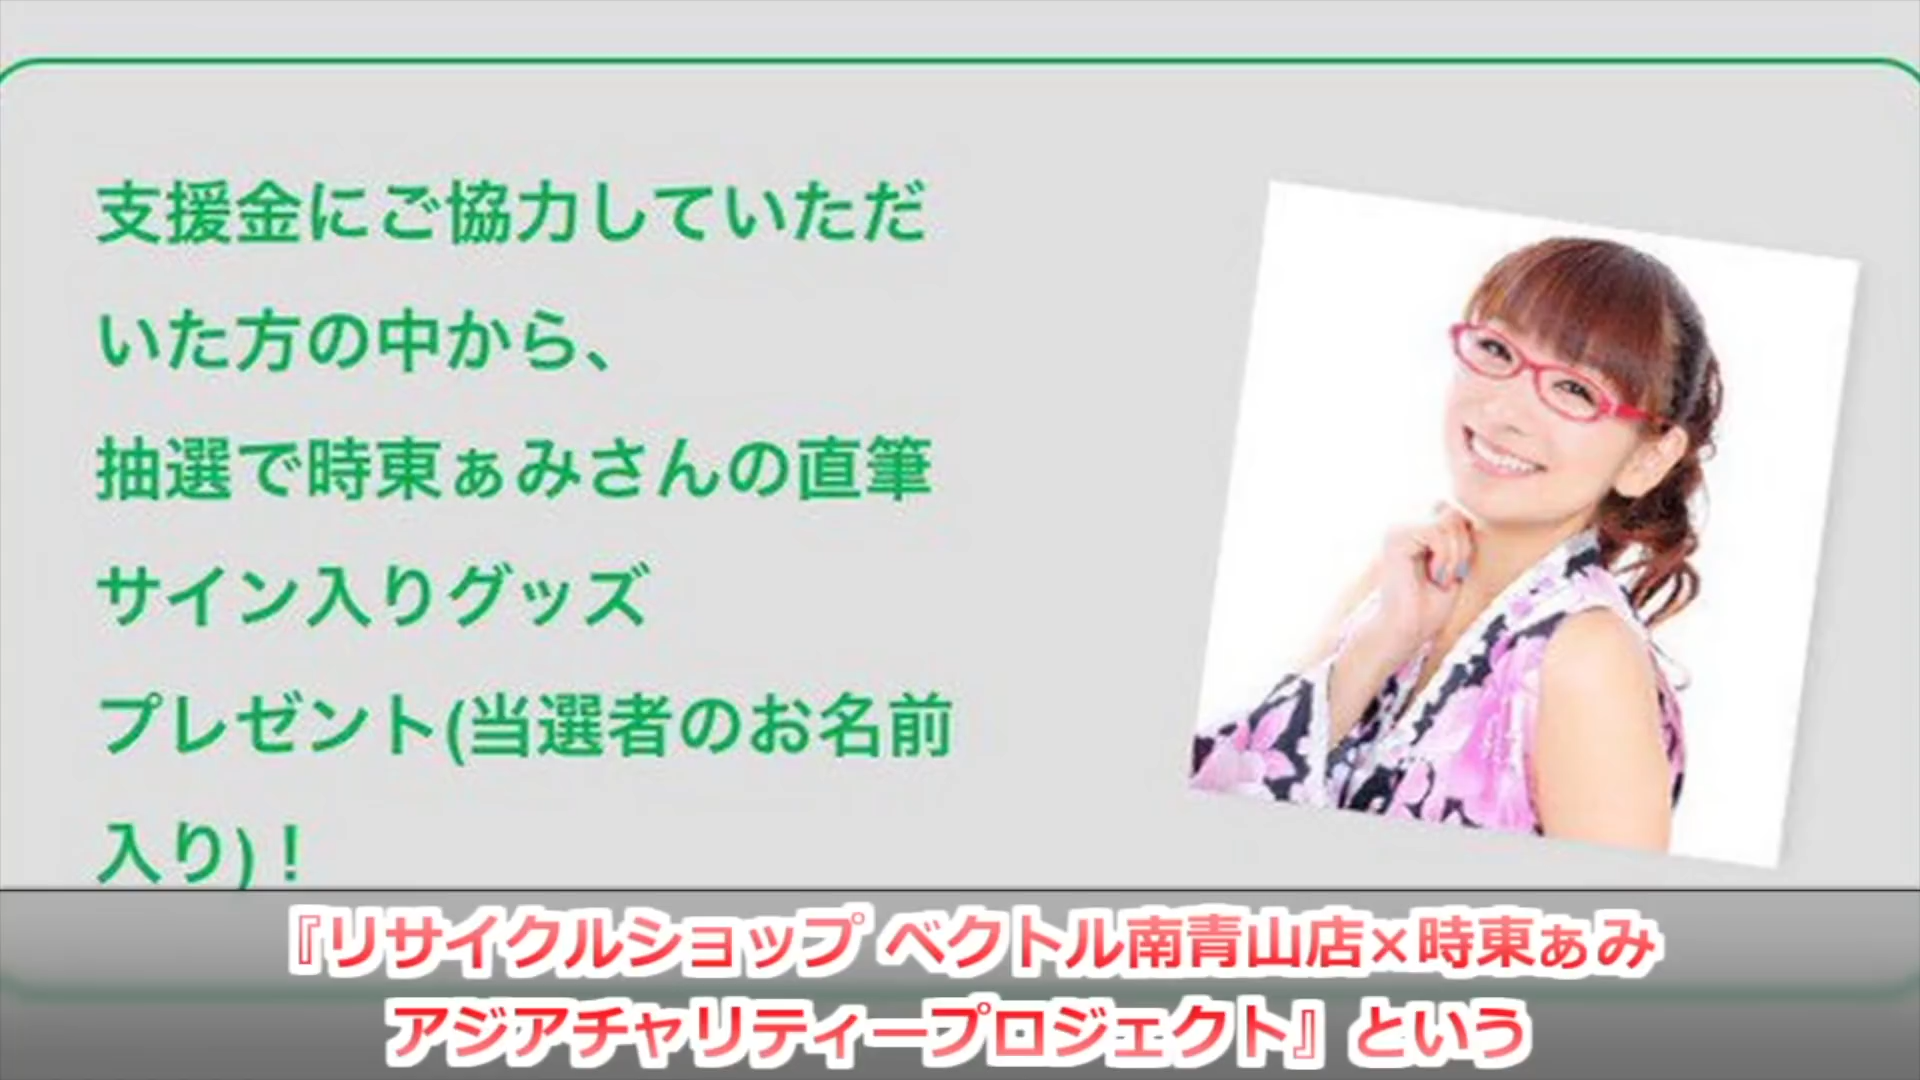 支援金にご協力していただ
いた方の中から、
抽選で時東ぁみさんの直筆
サイン入りグッズ
プレゼント(当選者のお名前
入り)！
『リサイクルショップ ベクトル南青山店×時東ぁみ
アジアチャリティープロジェクト』という